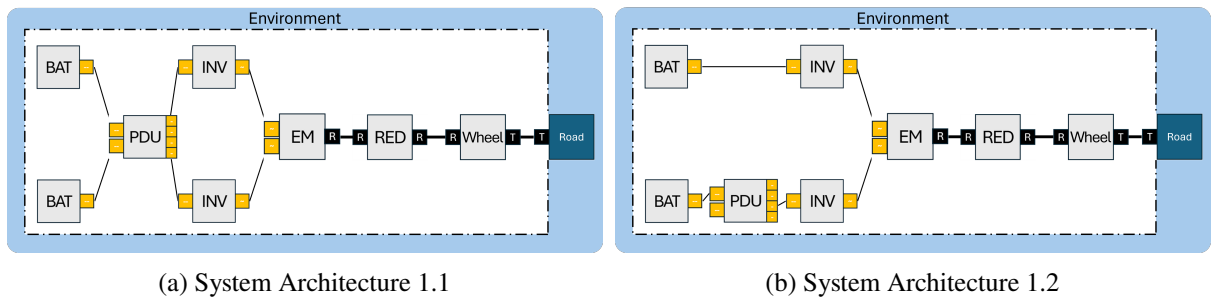 Environment
BAT
INV
PDU
EM
R
R
RED
R
R
Wheel
T
T
Road
BAT
INV
(a) System Architecture 1.1
Environment
BAT
INV
EM
R
R
RED
R
R
Wheel
T
T
Road
BAT
PDU
INV
(b) System Architecture 1.2